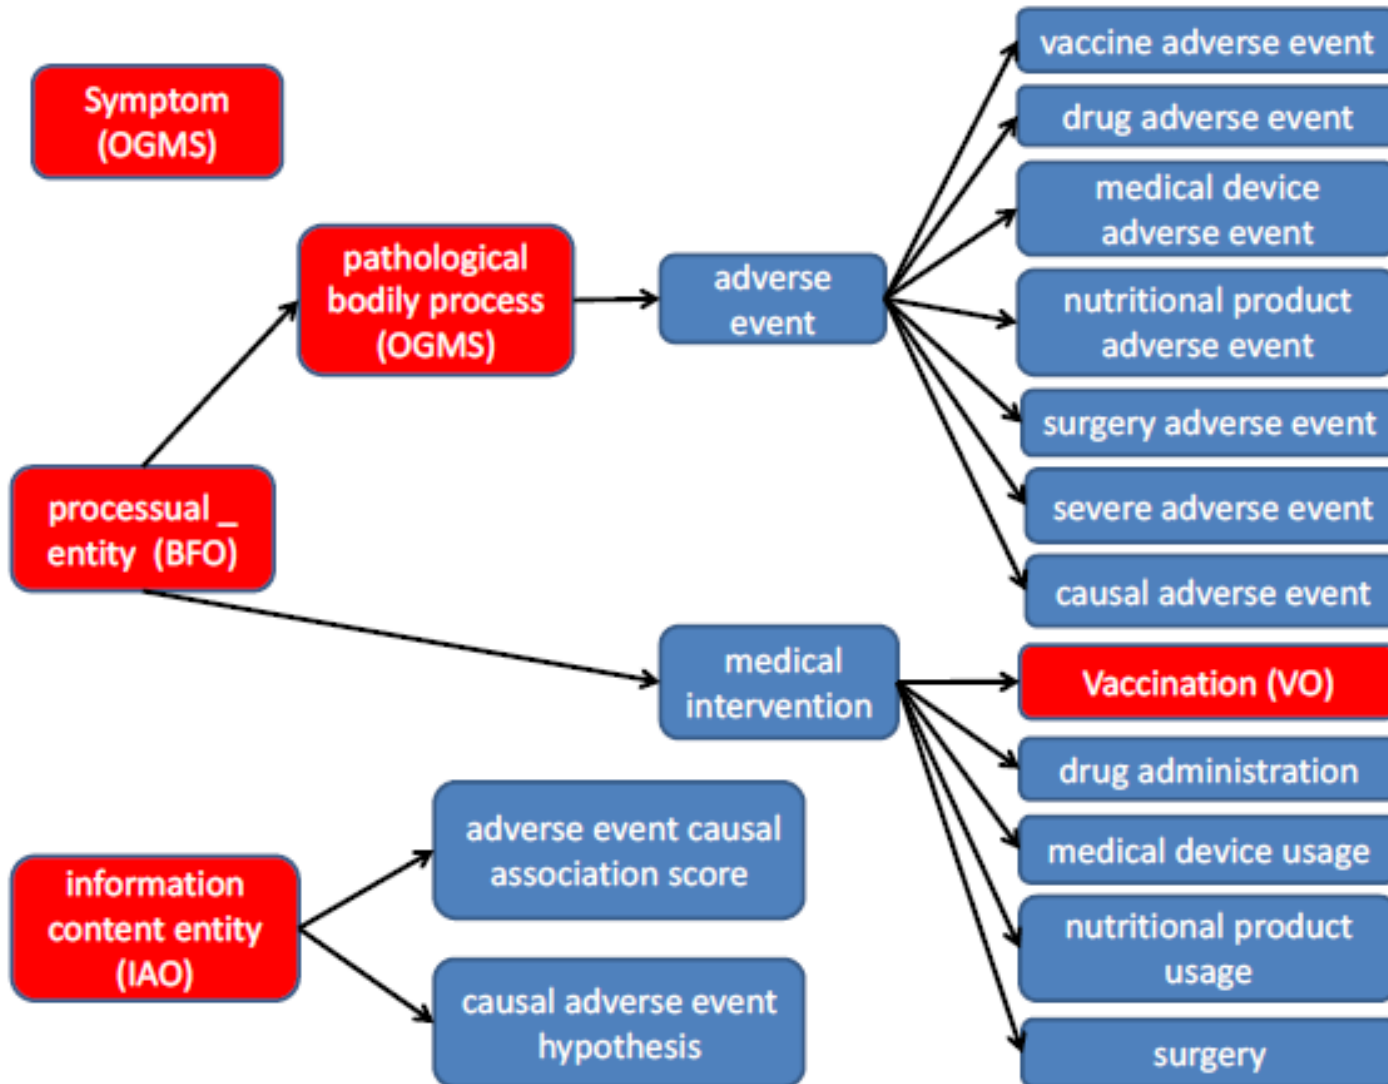 Symptom
(OGMS)
pathological
bodily process
(OGMS)
processual _
entity (BFO)
information
content entity
(IAO)
adverse
event
medical
intervention
adverse event causal
association score
causal adverse event
hypothesis
vaccine adverse event
drug adverse event
medical device
adverse event
nutritional product
adverse event
surgery adverse event
severe adverse event
causal adverse event
Vaccination (VO)
drug administration
medical device usage
nutritional product
usage
surgery